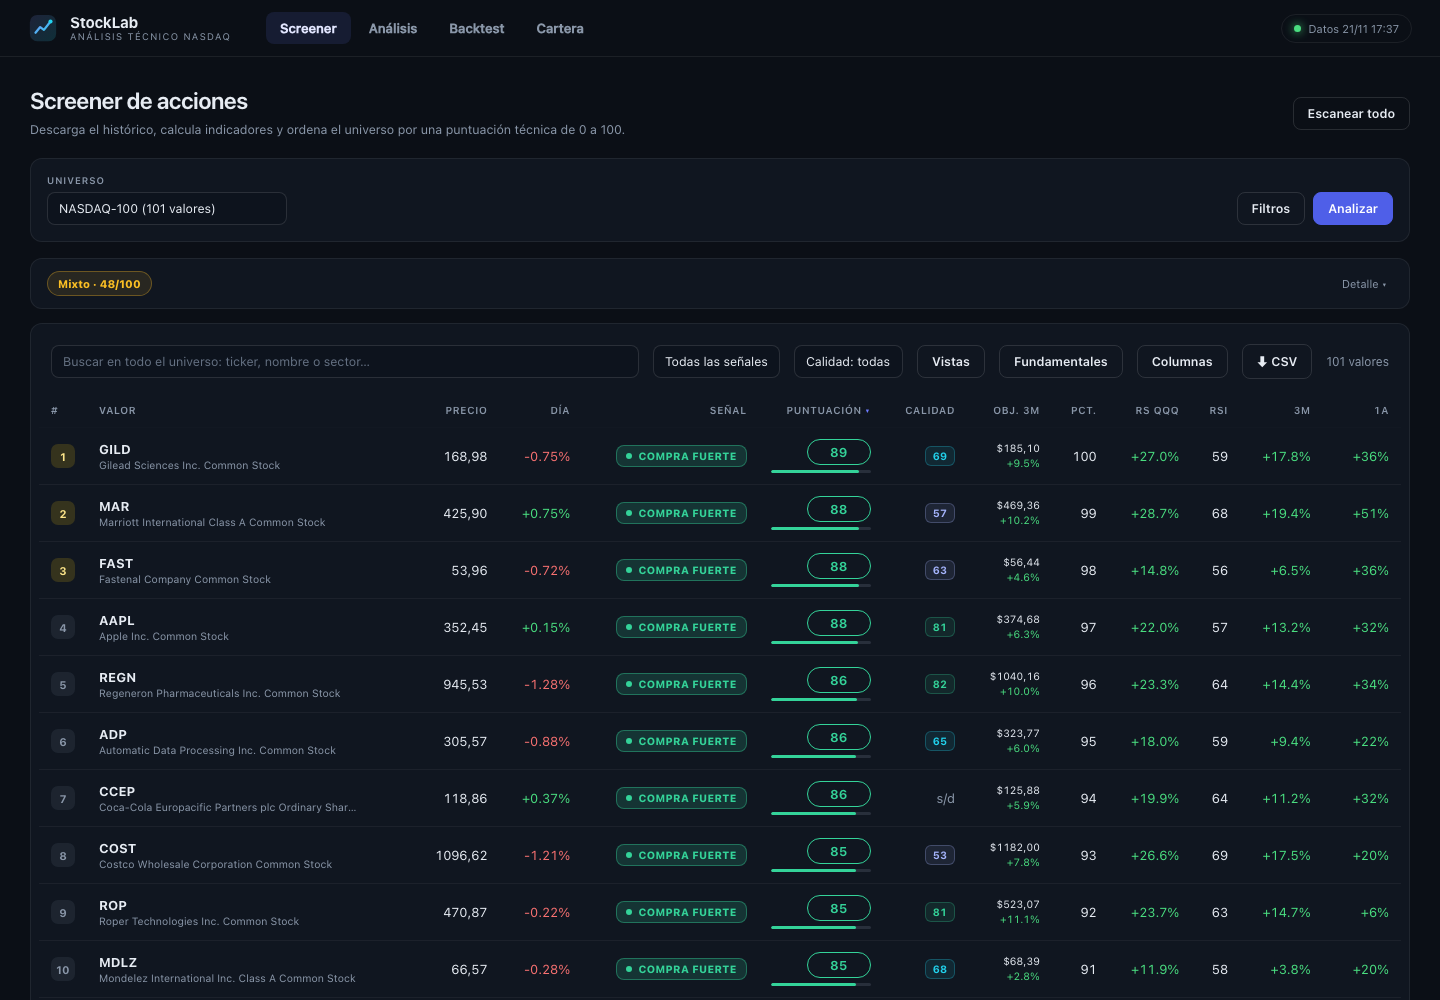 StockLab
ANÁLISIS TÉCNICO NASDAQ
Screener Análisis Backtest Cartera
Datos 21/11 17:37
Screener de acciones
Descarga el histórico, calcula indicadores y ordena el universo por una puntuación técnica de 0 a 100.
Escanear todo
UNIVERSO
NASDAQ-100 (101 valores)
Filtros Analizar
Mixto · 48/100
Detalle
Buscar en todo el universo: ticker, nombre o sector...
Todas las señales Calidad: todas Vistas Fundamentales Columnas ⬇ CSV 101 valores
# VALOR PRECIO DÍA SEÑAL PUNTUACIÓN CALIDAD OBJ. 3M PCT. RS QQQ RSI 3M 1A
1 GILD 168,98 -0.75% COMPRA FUERTE 89 69 $185,10 100 +27.0% 59 +17.8% +36%
Gilead Sciences Inc. Common Stock +9.5%
2 MAR 425,90 +0.75% COMPRA FUERTE 88 57 $469,36 99 +28.7% 68 +19.4% +51%
Marriott International Class A Common Stock +10.2%
3 FAST 53,96 -0.72% COMPRA FUERTE 88 63 $56,44 98 +14.8% 56 +6.5% +36%
Fastenal Company Common Stock +4.6%
4 AAPL 352,45 +0.15% COMPRA FUERTE 88 81 $374,68 97 +22.0% 57 +13.2% +32%
Apple Inc. Common Stock +6.3%
5 REGN 945,53 -1.28% COMPRA FUERTE 86 82 $1040,16 96 +23.3% 64 +14.4% +34%
Regeneron Pharmaceuticals Inc. Common Stock +10.0%
6 ADP 305,57 -0.88% COMPRA FUERTE 86 65 $323,77 95 +18.0% 59 +9.4% +22%
Automatic Data Processing Inc. Common Stock +6.0%
7 CCEP 118,86 +0.37% COMPRA FUERTE 86 s/d $125,88 94 +19.9% 64 +11.2% +32%
Coca-Cola Europacific Partners plc Ordinary Shar... +5.9%
8 COST 1096,62 -1.21% COMPRA FUERTE 85 53 $1182,00 93 +26.6% 69 +17.5% +20%
Costco Wholesale Corporation Common Stock +7.8%
9 ROP 470,87 -0.22% COMPRA FUERTE 85 81 $523,07 92 +23.7% 63 +14.7% +6%
Roper Technologies Inc. Common Stock +11.1%
10 MDLZ 66,57 -0.28% COMPRA FUERTE 85 68 $68,39 91 +11.9% 58 +3.8% +20%
Mondelez International Inc. Class A Common Stock +2.8%